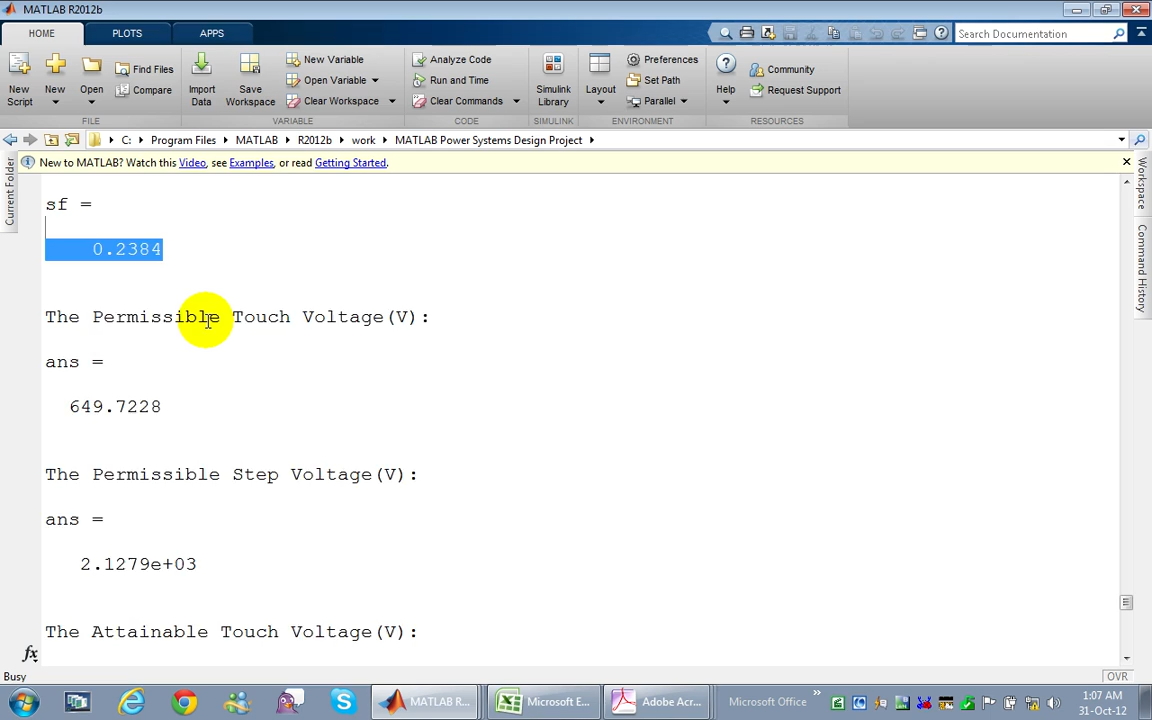 MATLAB R2012b
HOME PLOTS APPS
Search Documentation
New Script
New
Open
Find Files
Compare
Import Data
Save Workspace
New Variable
Open Variable
Clear Workspace
Analyze Code
Run and Time
Clear Commands
Simulink Library
Layout
Preferences
Set Path
Parallel
Help
Community
Request Support
FILE VARIABLE CODE SIMULINK ENVIRONMENT RESOURCES
C: Program Files MATLAB R2012b work MATLAB Power Systems Design Project
New to MATLAB? Watch this Video, see Examples, or read Getting Started.
Current Folder
Workspace
Command History
sf =
0.2384
The Permissible Touch Voltage(V):
ans =
649.7228
The Permissible Step Voltage(V):
ans =
2.1279e+03
The Attainable Touch Voltage(V):
fx
Busy
OVR
MATLAB R...
Microsoft E...
Adobe Acr...
Microsoft Office
1:07 AM
31-Oct-12